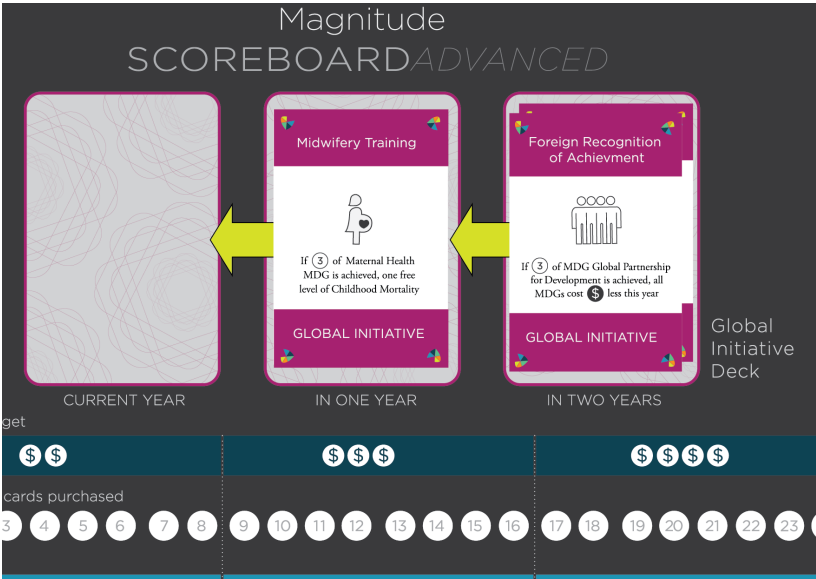 Magnitude
SCOREBOARD ADVANCED
Midwifery Training
If 3 of Maternal Health
MDG is achieved, one free
level of Childhood Mortality
GLOBAL INITIATIVE
Foreign Recognition
of Achievment
If 3 of MDG Global Partnership
for Development is achieved, all
MDGs cost $ less this year
GLOBAL INITIATIVE
Global
Initiative
Deck
CURRENT YEAR
IN ONE YEAR
IN TWO YEARS
get
$ $ $ $ $ $ $ $ $
cards purchased
3 4 5 6 7 8 9 10 11 12 13 14 15 16 17 18 19 20 21 22 23